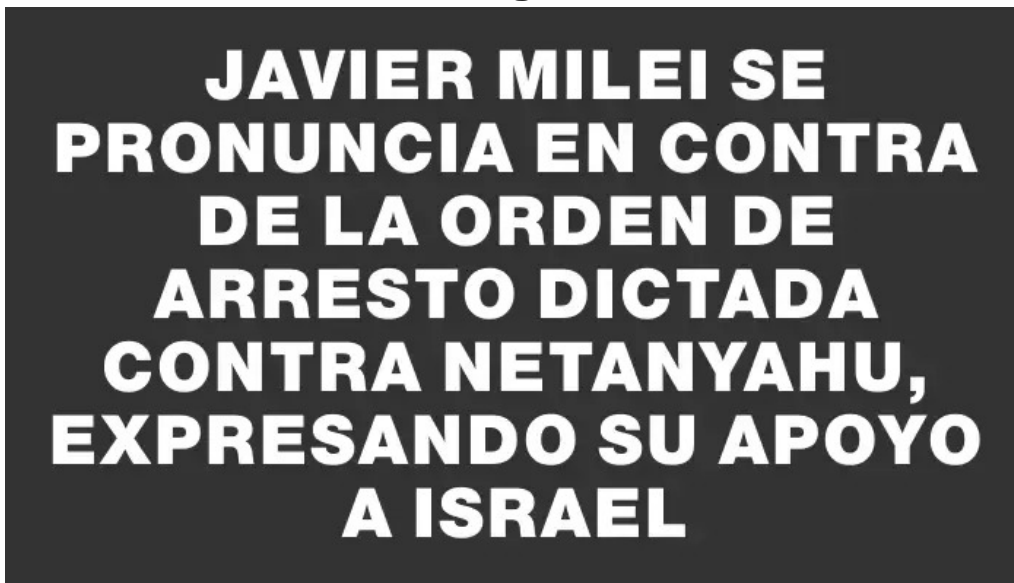 JAVIER MILEI SE
PRONUNCIA EN CONTRA
DE LA ORDEN DE
ARRESTO DICTADA
CONTRA NETANYAHU,
EXPRESANDO SU APOYO
A ISRAEL